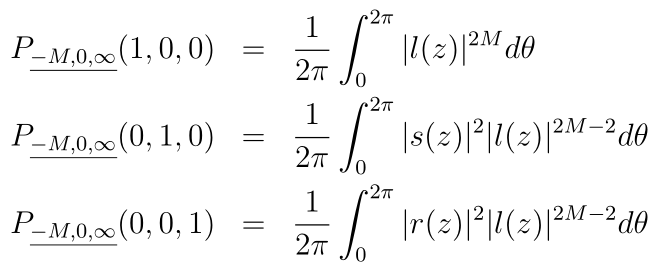 $P_{\underline{-M,0,\infty}}(1,0,0) = \frac{1}{2\pi} \int_0^{2\pi} |l(z)|^{2M} d\theta$
$P_{\underline{-M,0,\infty}}(0,1,0) = \frac{1}{2\pi} \int_0^{2\pi} |s(z)|^2 |l(z)|^{2M-2} d\theta$
$P_{\underline{-M,0,\infty}}(0,0,1) = \frac{1}{2\pi} \int_0^{2\pi} |r(z)|^2 |l(z)|^{2M-2} d\theta$